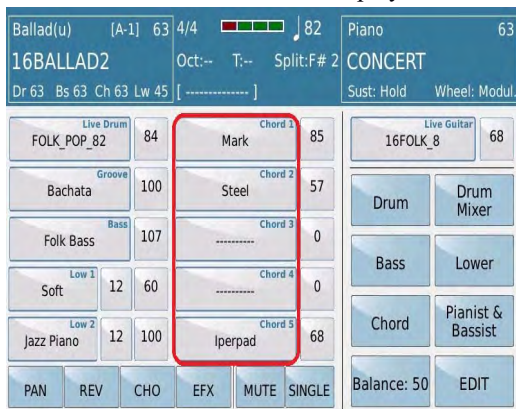 Ballad(u) [A-1] 63 4/4 82 Piano 63
16BALLAD2 Oct:-- T:-- Split:F# 2 CONCERT
Dr 63 Bs 63 Ch 63 Lw 45 [ -------------- ] Sust: Hold Wheel: Modul.
Live Drum
FOLK_POP_82 84
Chord 1
Mark 85
Live Guitar
16FOLK_8 68
Groove
Bachata 100
Chord 2
Steel 57
Drum
Drum
Mixer
Bass
Folk Bass 107
Chord 3
---------- 0
Low 1
Soft 12 60
Chord 4
---------- 0
Bass
Lower
Low 2
Jazz Piano 12 100
Chord 5
Iperpad 68
Chord
Pianist &
Bassist
PAN REV CHO EFX MUTE SINGLE
Balance: 50 EDIT